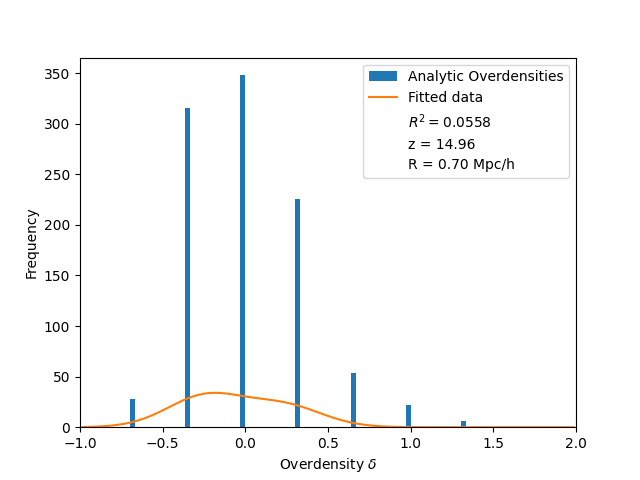 Analytic Overdensities
Fitted data
R² = 0.0558
z = 14.96
R = 0.70 Mpc/h
Frequency
350
300
250
200
150
100
50
0
−1.0 −0.5 0.0 0.5 1.0 1.5 2.0
Overdensity δ